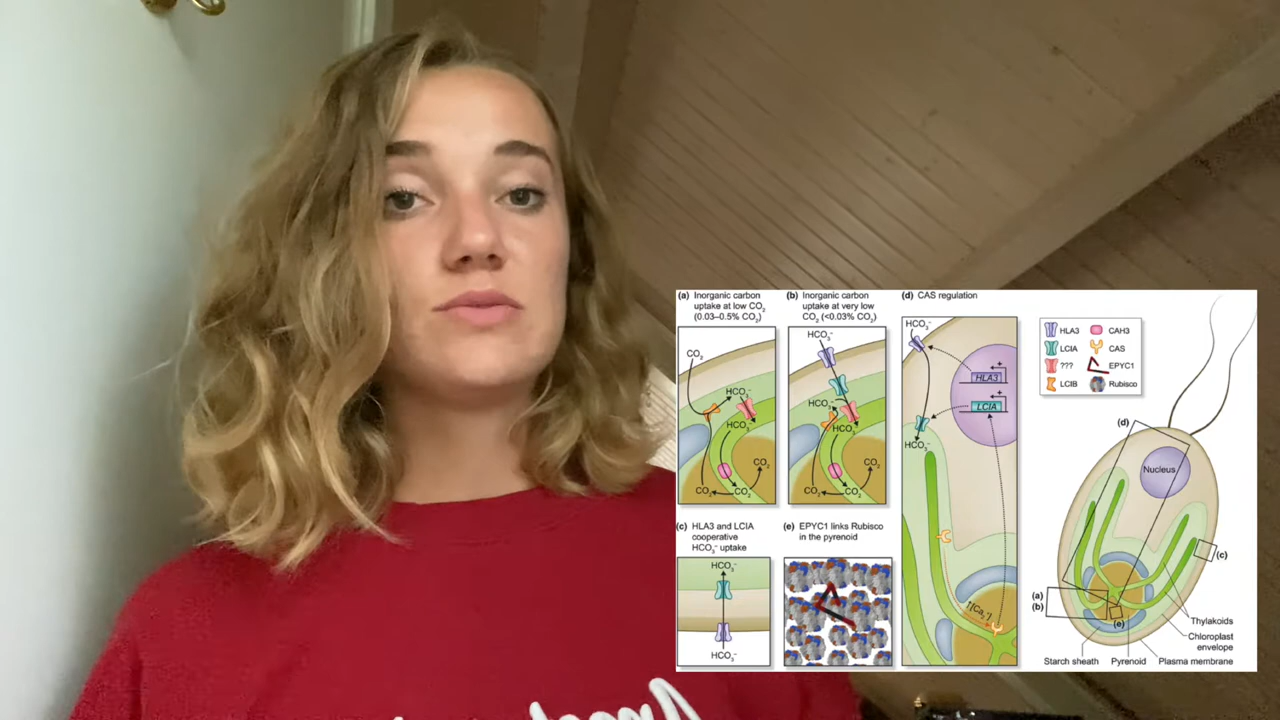 (a) Inorganic carbon
uptake at low CO₂
(0.03–0.5% CO₂)
CO₂
HCO₃⁻
HCO₃⁻
CO₂
CO₂
CO₂
(b) Inorganic carbon
uptake at very low
CO₂ (<0.03% CO₂)
HCO₃⁻
HCO₃⁻
HCO₃⁻
CO₂
CO₂
CO₂
(c) HLA3 and LCIA
cooperative
HCO₃⁻ uptake
HCO₃⁻
HCO₃⁻
(e) EPYC1 links Rubisco
in the pyrenoid
(d) CAS regulation
HCO₃⁻
HLA3
LCIA
HCO₃⁻
HLA3
LCIA
???
LCIB
CAH3
CAS
EPYC1
Rubisco
(d)
Nucleus
(c)
(a)
(b)
(e)
Thylakoids
Chloroplast
envelope
Starch sheath
Pyrenoid
Plasma membrane